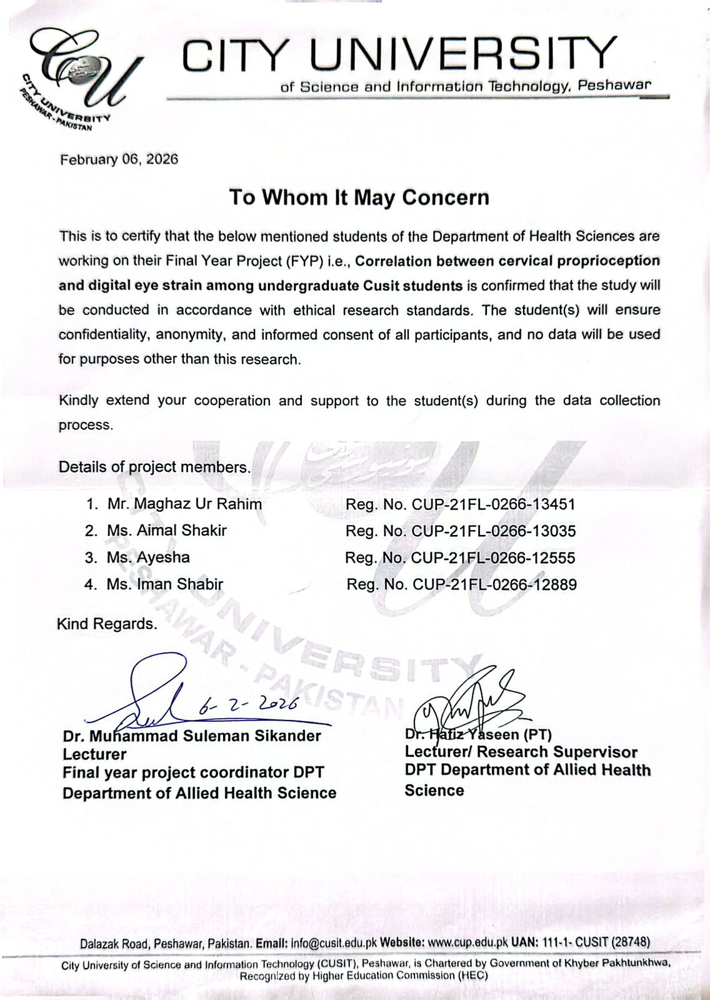 CU
CITY UNIVERSITY
PESHAWAR - PAKISTAN
CITY UNIVERSITY
of Science and Information Technology, Peshawar
February 06, 2026
To Whom It May Concern
This is to certify that the below mentioned students of the Department of Health Sciences are
working on their Final Year Project (FYP) i.e., Correlation between cervical proprioception
and digital eye strain among undergraduate Cusit students is confirmed that the study will
be conducted in accordance with ethical research standards. The student(s) will ensure
confidentiality, anonymity, and informed consent of all participants, and no data will be used
for purposes other than this research.
Kindly extend your cooperation and support to the student(s) during the data collection
process.
Details of project members.
1. Mr. Maghaz Ur Rahim Reg. No. CUP-21FL-0266-13451
2. Ms. Aimal Shakir Reg. No. CUP-21FL-0266-13035
3. Ms. Ayesha Reg. No. CUP-21FL-0266-12555
4. Ms. Iman Shabir Reg. No. CUP-21FL-0266-12889
Kind Regards.
CITY UNIVERSITY
PESHAWAR - PAKISTAN
6-2-2026
Dr. Muhammad Suleman Sikander
Lecturer
Final year project coordinator DPT
Department of Allied Health Science
Dr. Hafiz Yaseen (PT)
Lecturer/ Research Supervisor
DPT Department of Allied Health
Science
Dalazak Road, Peshawar, Pakistan. Email: info@cusit.edu.pk Website: www.cup.edu.pk UAN: 111-1- CUSIT (28748)
City University of Science and Information Technology (CUSIT), Peshawar, is Chartered by Government of Khyber Pakhtunkhwa,
Recognized by Higher Education Commission (HEC)